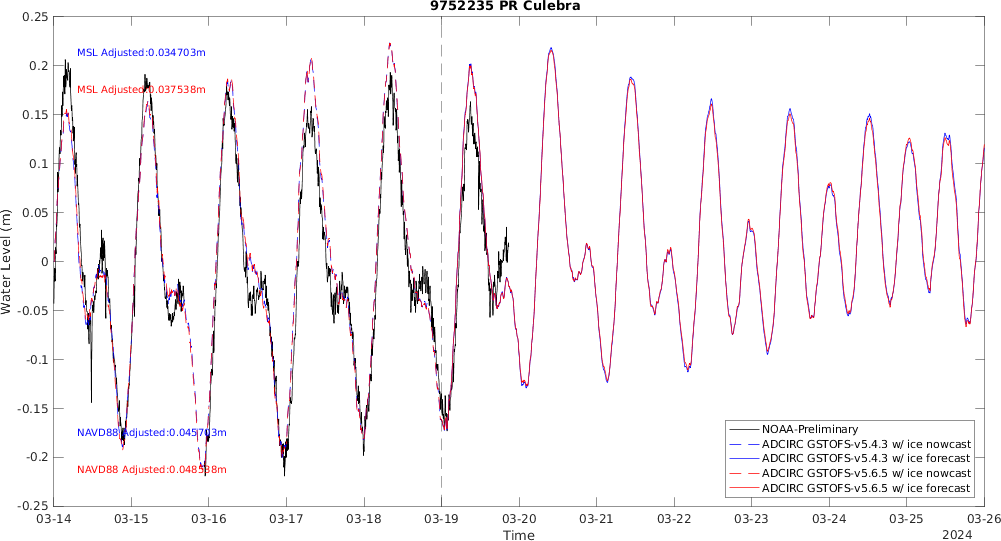 9752235 PR Culebra
0.25
0.2
0.15
0.1
0.05
0
-0.05
-0.1
-0.15
-0.2
-0.25
Water Level (m)
MSL Adjusted:0.034703m
MSL Adjusted:0.037538m
NAVD88 Adjusted:0.045703m
NAVD88 Adjusted:0.048538m
NOAA-Preliminary
ADCIRC GSTOFS-v5.4.3 w/ ice nowcast
ADCIRC GSTOFS-v5.4.3 w/ ice forecast
ADCIRC GSTOFS-v5.6.5 w/ ice nowcast
ADCIRC GSTOFS-v5.6.5 w/ ice forecast
03-14 03-15 03-16 03-17 03-18 03-19 03-20 03-21 03-22 03-23 03-24 03-25 03-26
Time
2024